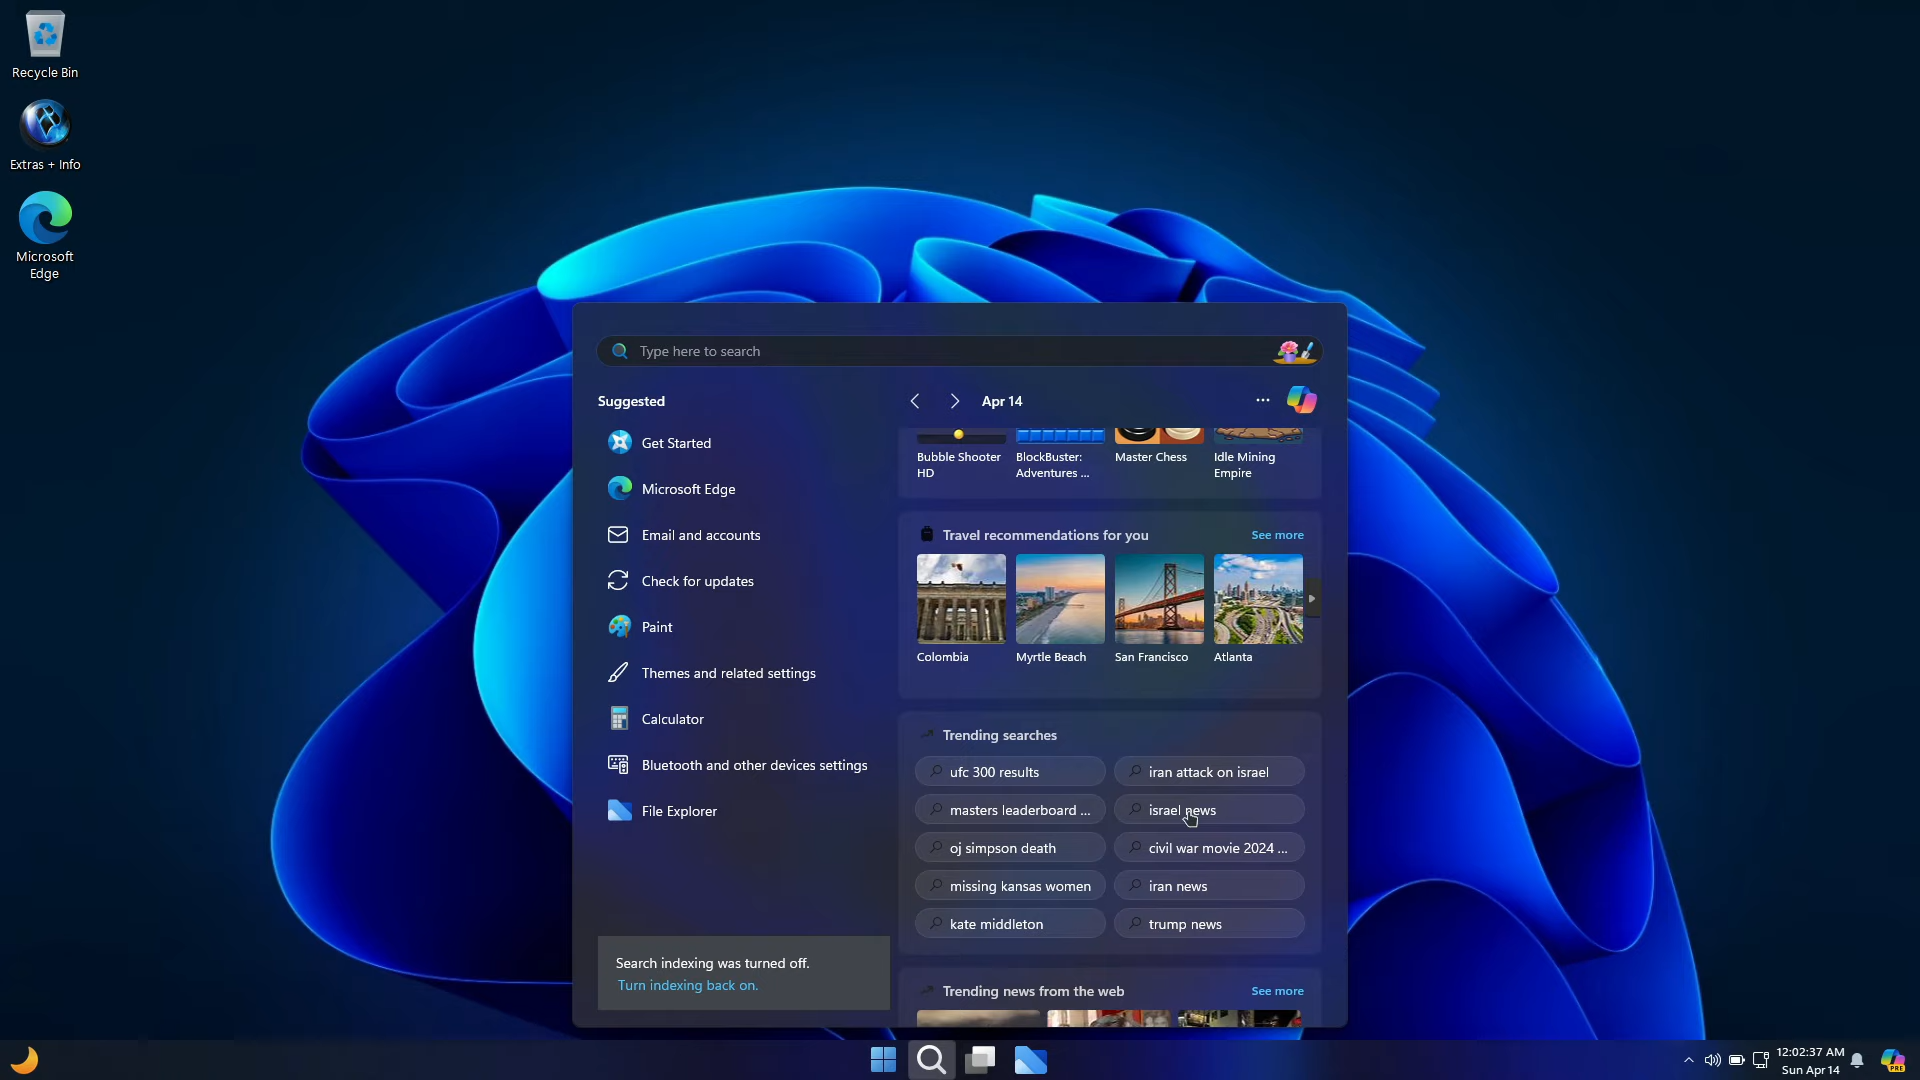 Recycle Bin
Extras + Info
Microsoft
Edge
Type here to search
Suggested
Get Started
Microsoft Edge
Email and accounts
Check for updates
Paint
Themes and related settings
Calculator
Bluetooth and other devices settings
File Explorer
Search indexing was turned off.
Turn indexing back on.
Apr 14
Bubble Shooter
HD
BlockBuster:
Adventures ...
Master Chess
Idle Mining
Empire
Travel recommendations for you
See more
Colombia
Myrtle Beach
San Francisco
Atlanta
Trending searches
ufc 300 results
iran attack on israel
masters leaderboard ...
israel news
oj simpson death
civil war movie 2024 ...
missing kansas women
iran news
kate middleton
trump news
Trending news from the web
See more
12:02:37 AM
Sun Apr 14
PRE